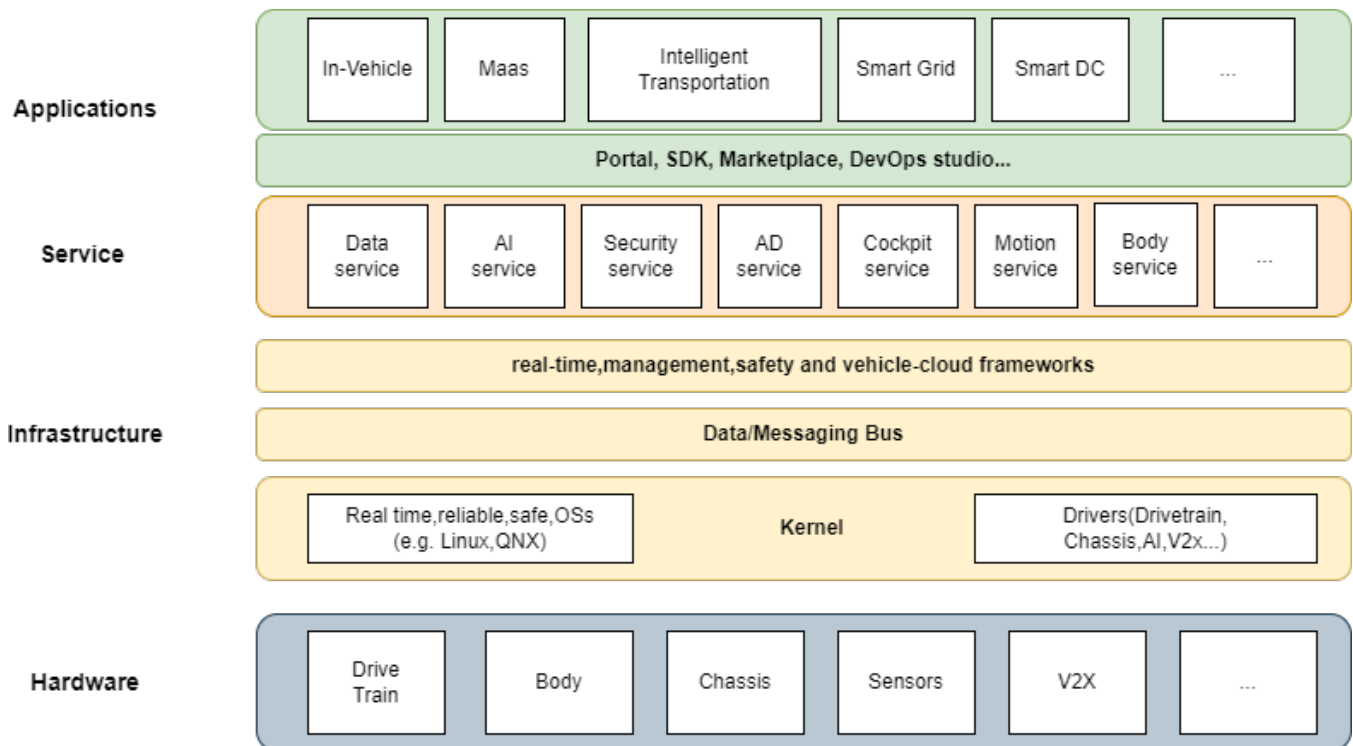 Applications
In-Vehicle
Maas
Intelligent
Transportation
Smart Grid
Smart DC
...
Portal, SDK, Marketplace, DevOps studio...
Service
Data
service
AI
service
Security
service
AD
service
Cockpit
service
Motion
service
Body
service
...
Infrastructure
real-time,management,safety and vehicle-cloud frameworks
Data/Messaging Bus
Real time,reliable,safe,OSs
(e.g. Linux,QNX)
Kernel
Drivers(Drivetrain,
Chassis,AI,V2x...)
Hardware
Drive
Train
Body
Chassis
Sensors
V2X
...